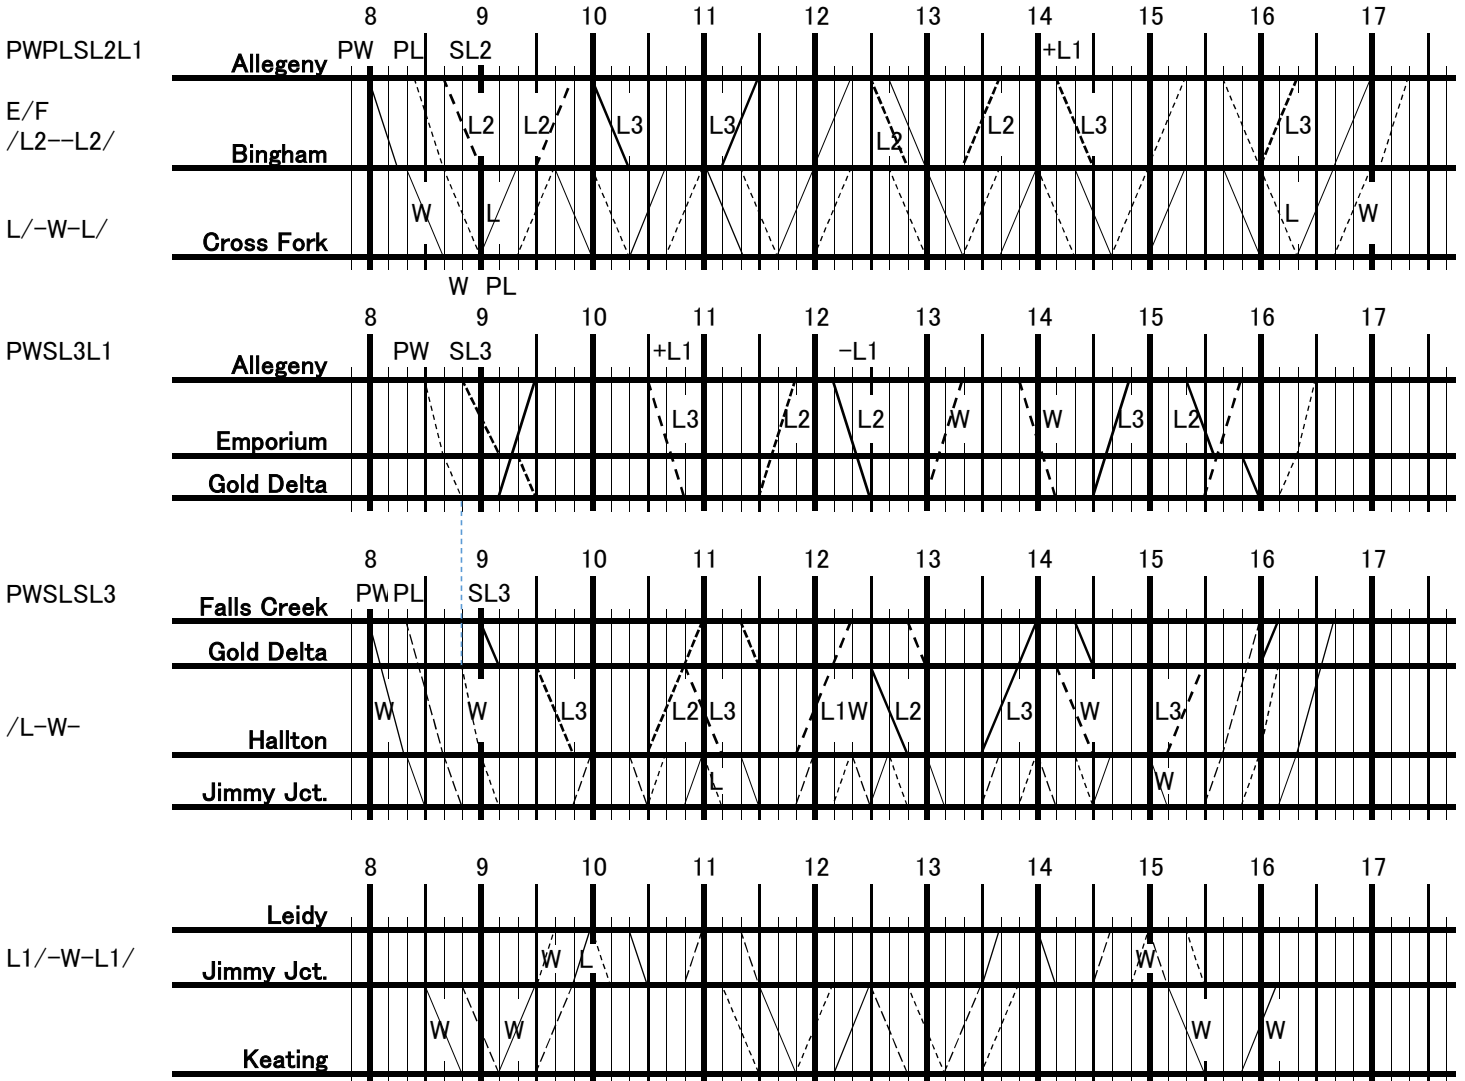 8 9 10 11 12 13 14 15 16 17
PWPLSL2L1 PW PL SL2 +L1
Allegeny
E/F
L2 L2 L3 L3 L2 L2 L3 L3
/L2--L2/
Bingham
W L L W
L/-W-L/
Cross Fork
W PL
8 9 10 11 12 13 14 15 16 17
PWSL3L1 PW SL3 +L1 -L1
Allegeny
L3 L2 L2 W W L3 L2
Emporium
Gold Delta
8 9 10 11 12 13 14 15 16 17
PWSLSL3 PW PL SL3
Falls Creek
Gold Delta
W W L3 L2 L3 L1W L2 L3 W L3
/L-W-
Hallton
L W
Jimmy Jct.
8 9 10 11 12 13 14 15 16 17
Leidy
L1/-W-L1/ W L W
Jimmy Jct.
W W W W
Keating